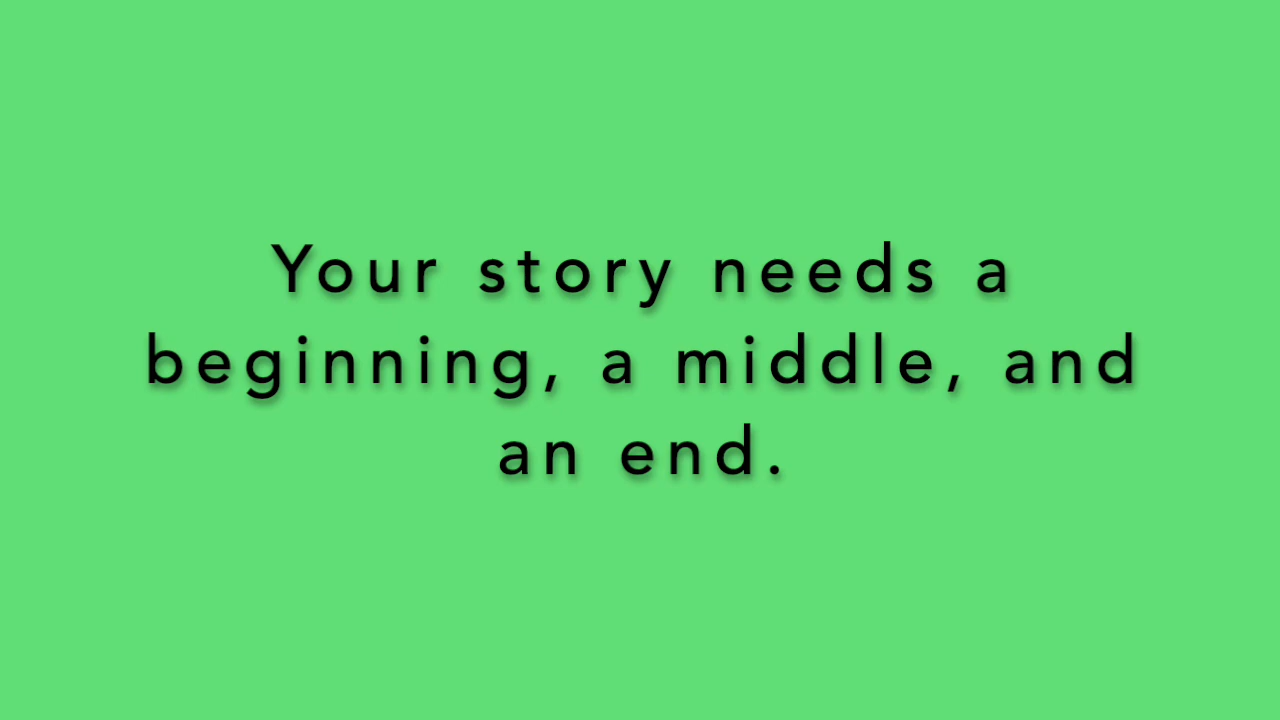 Your story needs a
beginning, a middle, and
an end.